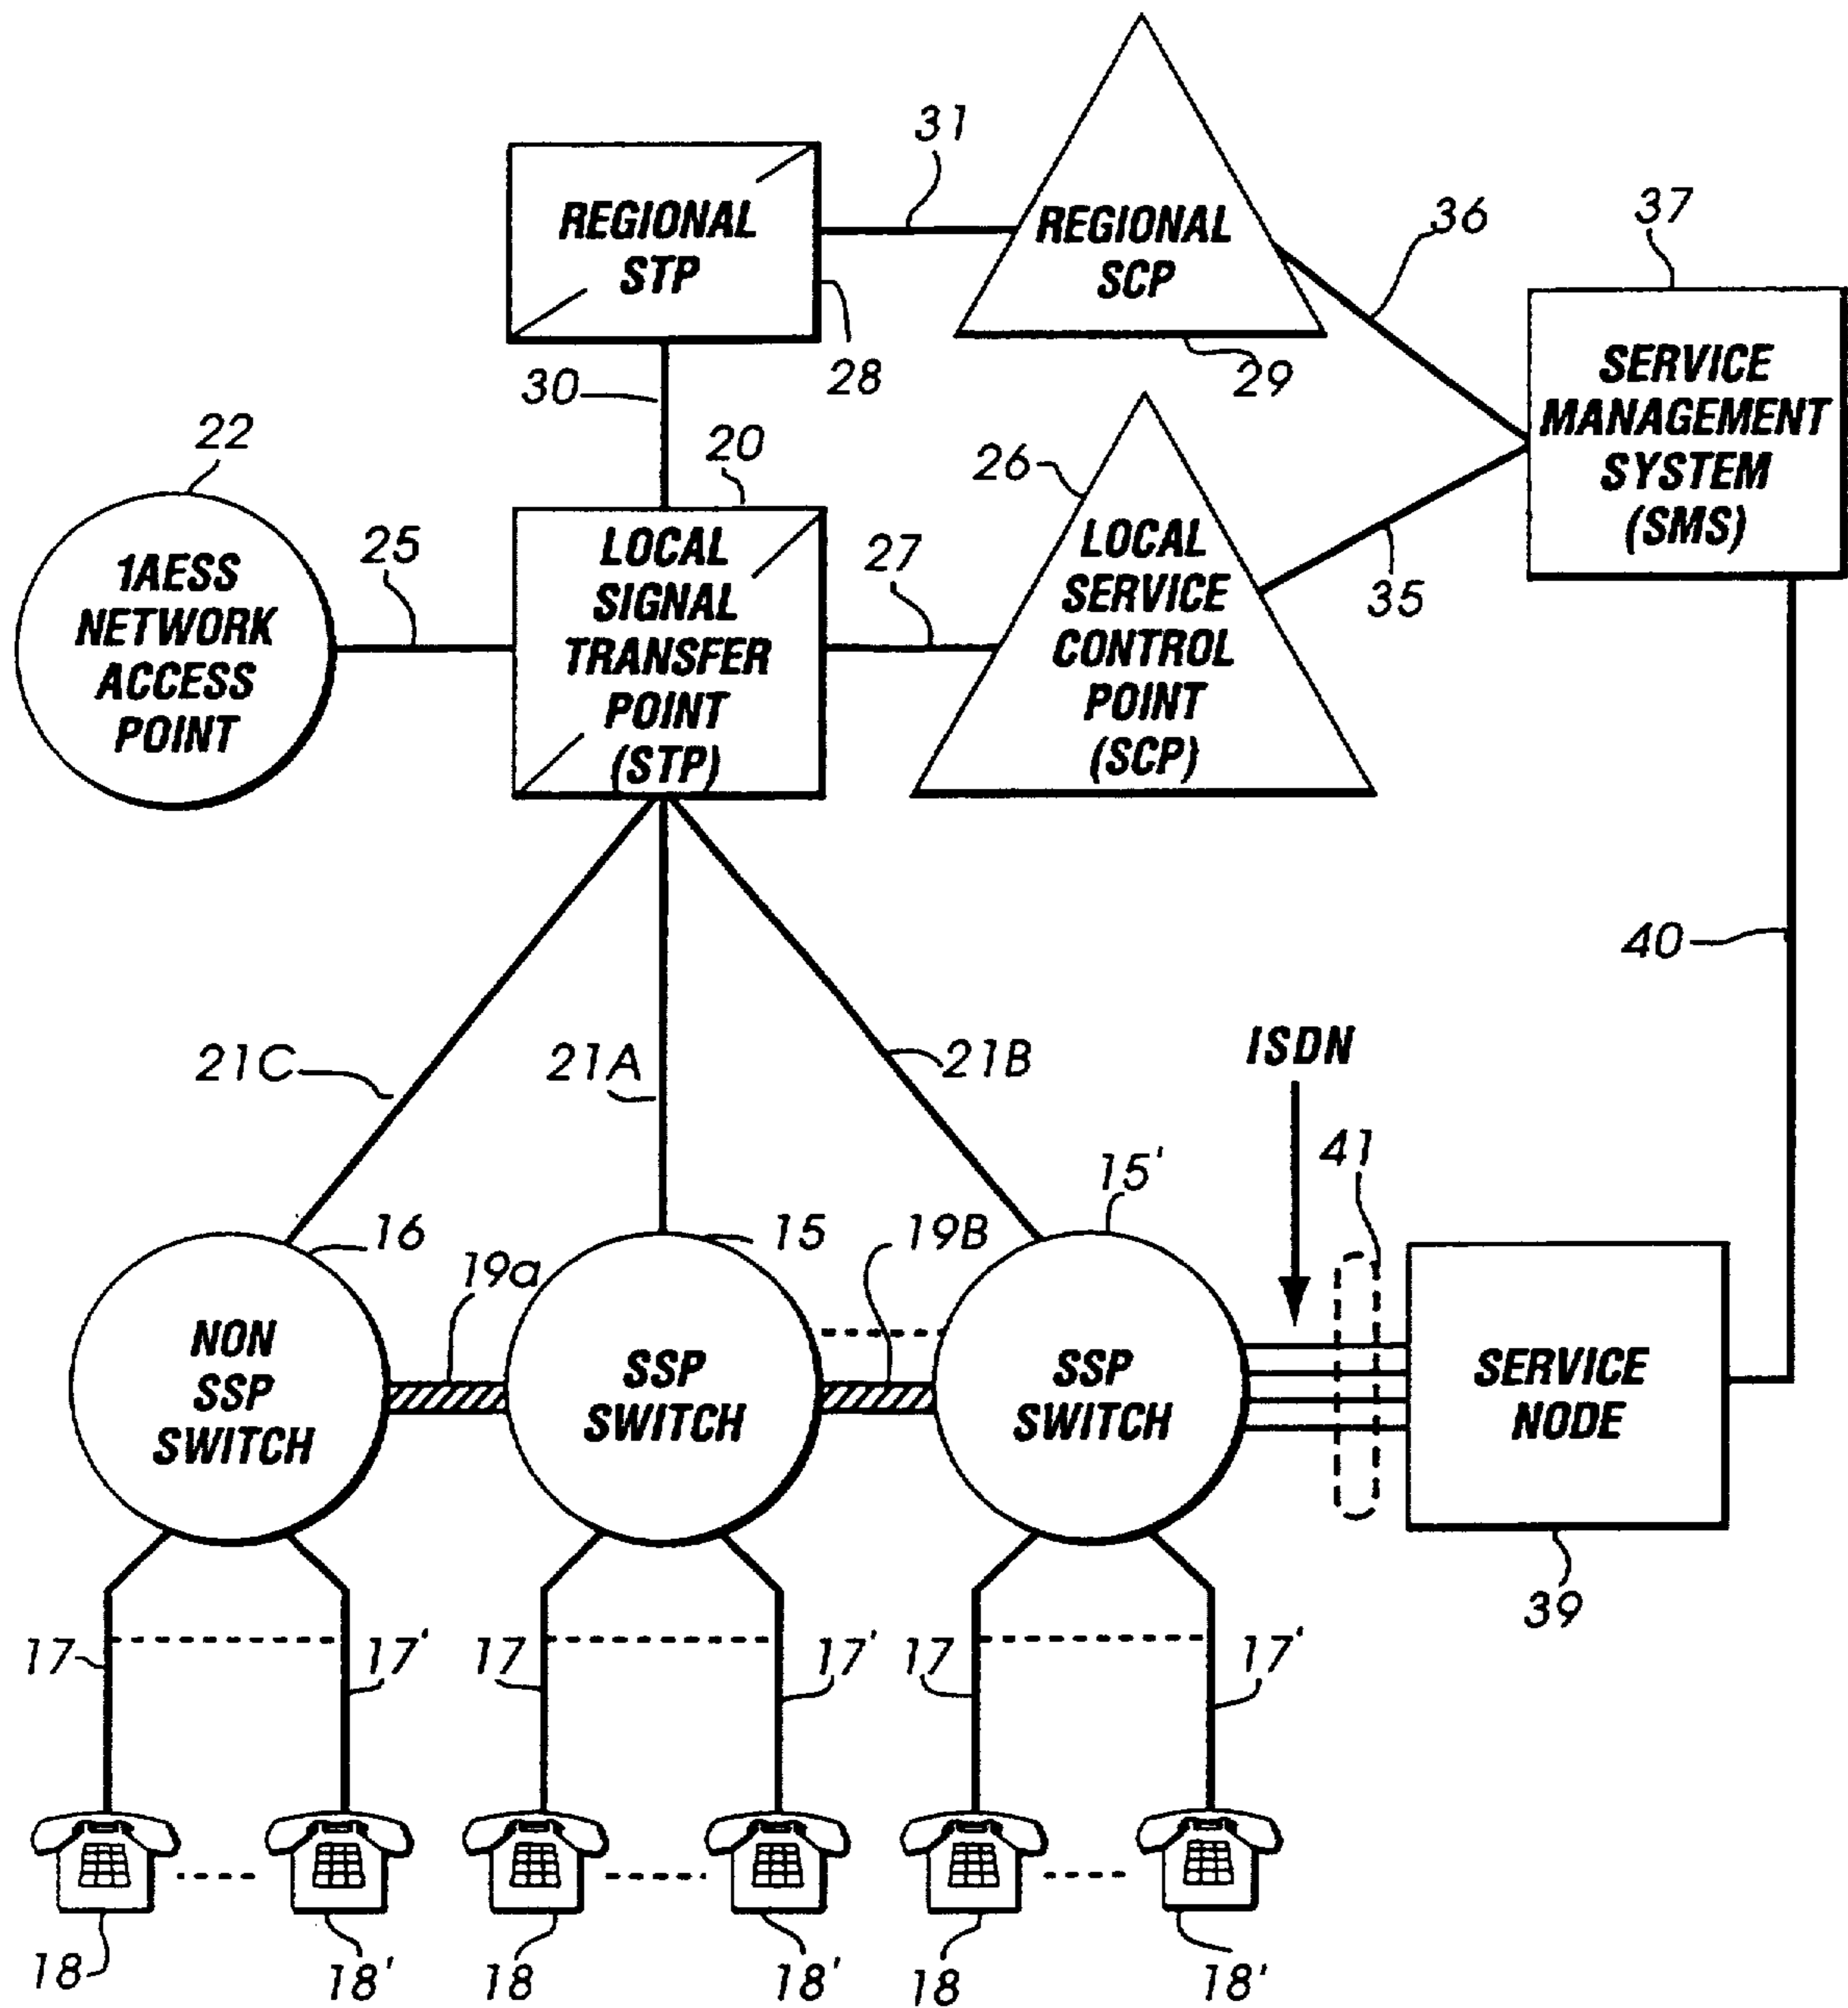 31
REGIONAL
STP
28
REGIONAL
SCP
29
36
37
SERVICE
MANAGEMENT
SYSTEM
(SMS)
30
22
1AESS
NETWORK
ACCESS
POINT
25
20
LOCAL
SIGNAL
TRANSFER
POINT
(STP)
27
26
LOCAL
SERVICE
CONTROL
POINT
(SCP)
35
40
21C
21A
21B
ISDN
41
16
NON
SSP
SWITCH
19a
15
SSP
SWITCH
19B
15'
SSP
SWITCH
SERVICE
NODE
39
17
17'
17
17'
17
17'
18
18'
18
18'
18
18'